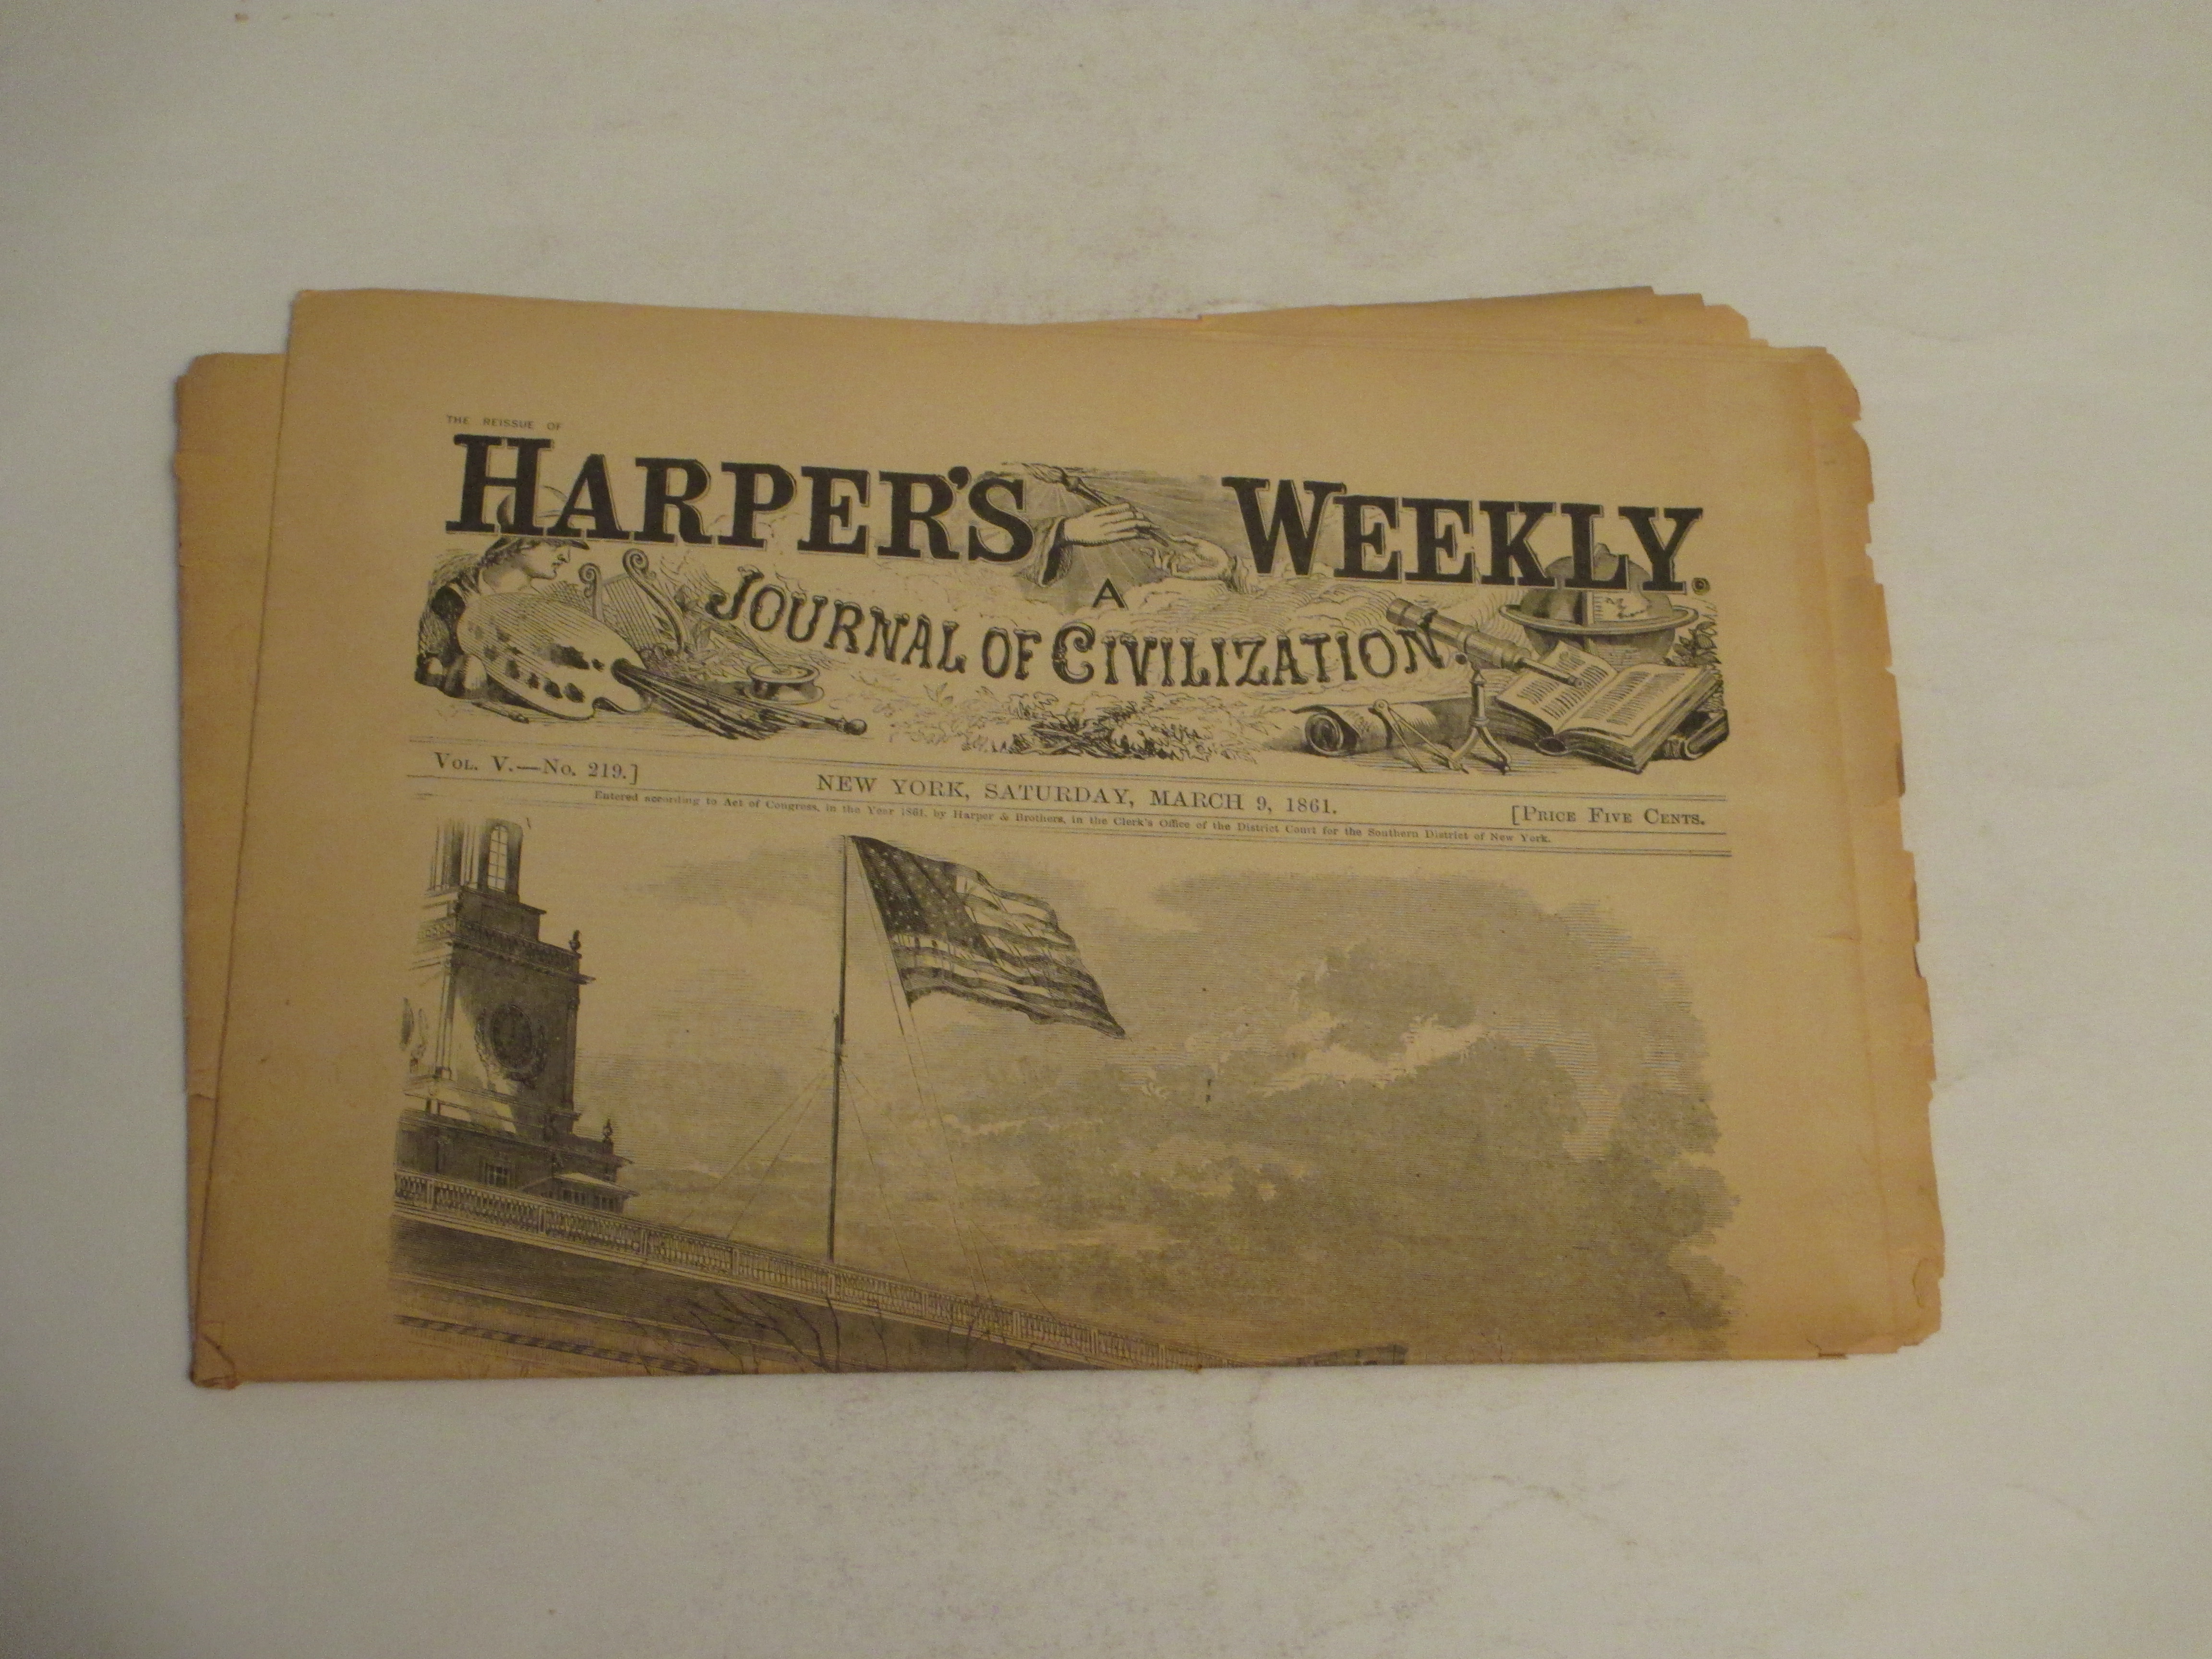 THE REISSUE OF
HARPER'S WEEKLY.
A
JOURNAL OF CIVILIZATION.
VOL. V.—NO. 219.]
NEW YORK, SATURDAY, MARCH 9, 1861.
[PRICE FIVE CENTS.
Entered according to Act of Congress, in the Year 1861, by Harper & Brothers, in the Clerk's Office of the District Court for the Southern District of New York.